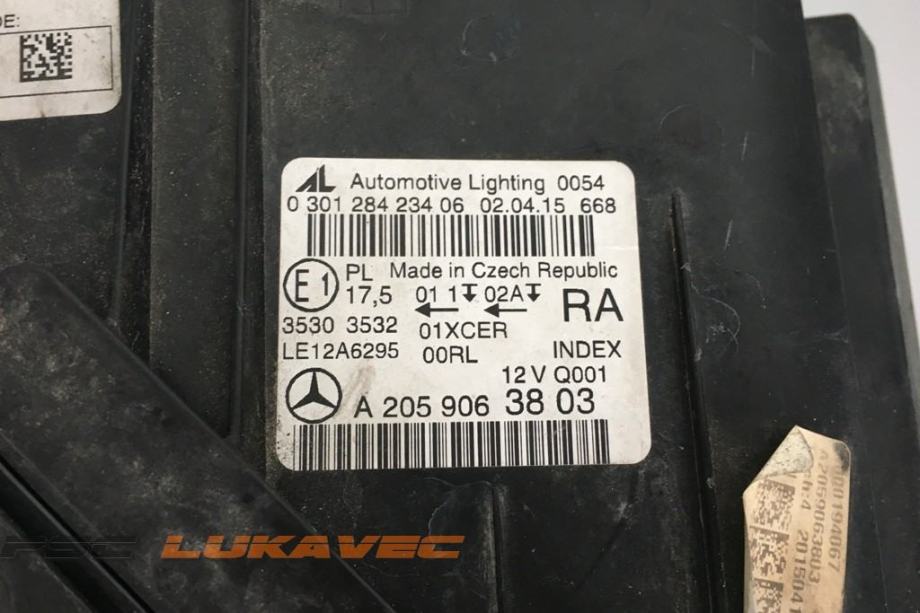 DE:
AL Automotive Lighting 0054
0 301 284 234 06 02.04.15 668
E1 PL Made in Czech Republic
17,5 01 1 02A RA
3530 3532 01XCER
LE12A6295 00RL INDEX
12 V Q001
A 205 906 38 03
LUKAVEC